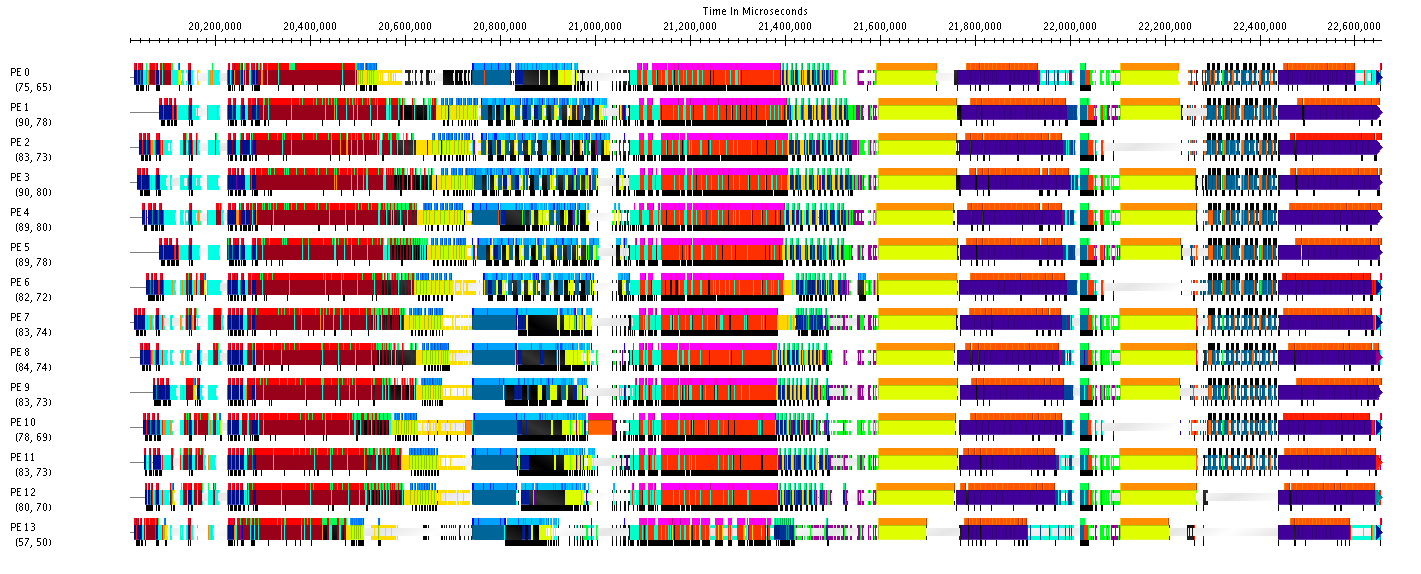 Time In Microseconds
20,200,000 20,400,000 20,600,000 20,800,000 21,000,000 21,200,000 21,400,000 21,600,000 21,800,000 22,000,000 22,200,000 22,400,000 22,600,000
PE 0
(75, 65)
PE 1
(90, 78)
PE 2
(83, 73)
PE 3
(90, 80)
PE 4
(89, 80)
PE 5
(89, 78)
PE 6
(82, 72)
PE 7
(83, 74)
PE 8
(84, 74)
PE 9
(83, 73)
PE 10
(78, 69)
PE 11
(83, 73)
PE 12
(80, 70)
PE 13
(57, 50)